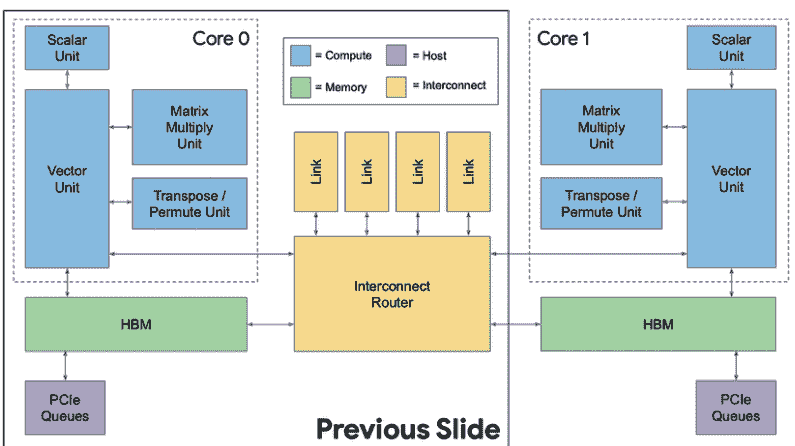 Scalar
Unit
Core 0
Vector
Unit
Matrix
Multiply
Unit
Transpose /
Permute Unit
HBM
PCIe
Queues
= Compute
= Host
= Memory
= Interconnect
Link
Link
Link
Link
Interconnect
Router
Previous Slide
Core 1
Scalar
Unit
Matrix
Multiply
Unit
Vector
Unit
Transpose /
Permute Unit
HBM
PCIe
Queues